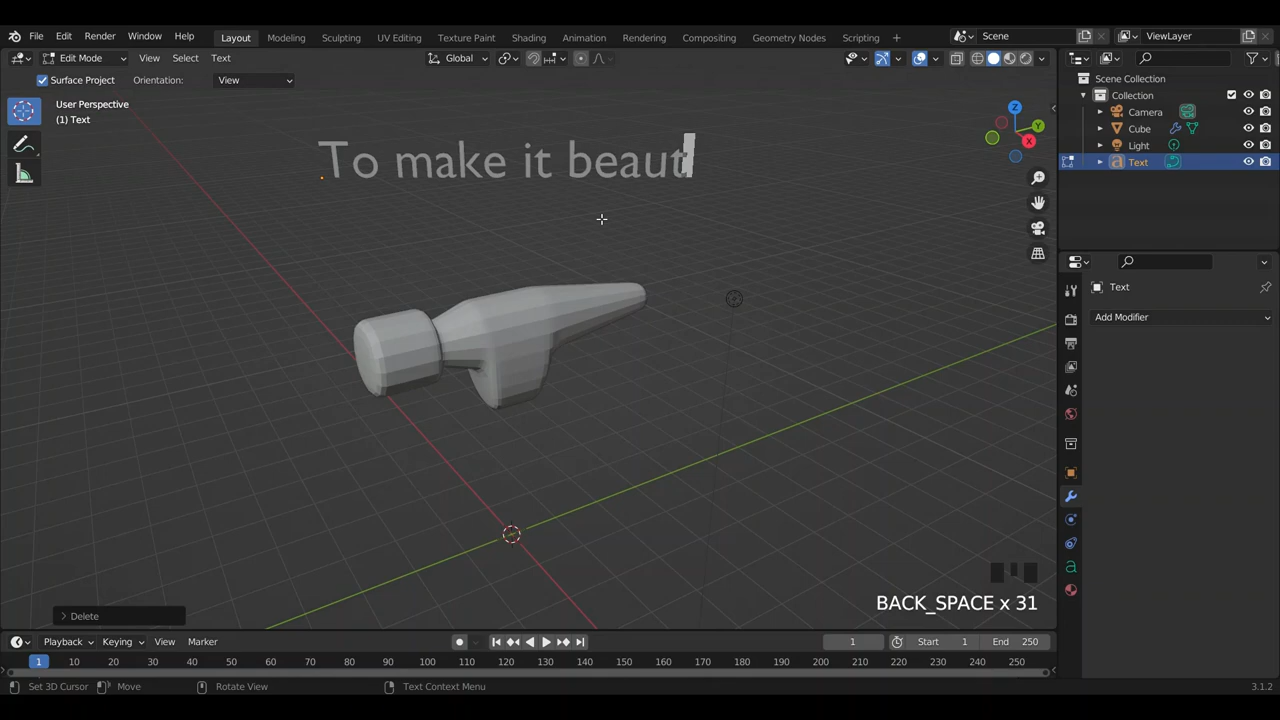 File Edit Render Window Help Layout Modeling Sculpting UV Editing Texture Paint Shading Animation Rendering Compositing Geometry Nodes Scripting + Scene ViewLayer
Edit Mode View Select Text Global
Surface Project Orientation: View
Scene Collection
Collection
Camera
Cube
Light
Text
User Perspective
(1) Text
Z
Y
X
To make it beaut
Text
Add Modifier
BACK_SPACE x 31
Delete
Playback Keying View Marker 1 Start 1 End 250
1 10 20 30 40 50 60 70 80 90 100 110 120 130 140 150 160 170 180 190 200 210 220 230 240 250
Set 3D Cursor Move Rotate View Text Context Menu 3.1.2